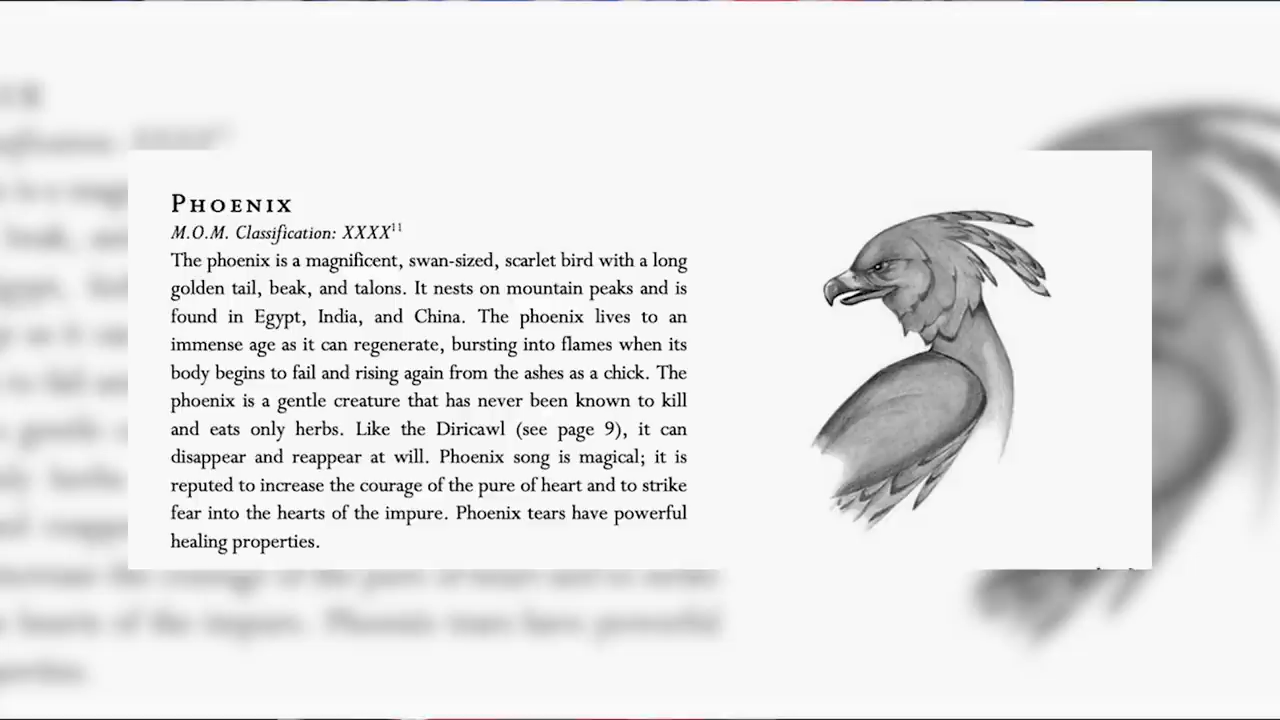 PHOENIX
M.O.M. Classification: XXXX11
The phoenix is a magnificent, swan-sized, scarlet bird with a long
golden tail, beak, and talons. It nests on mountain peaks and is
found in Egypt, India, and China. The phoenix lives to an
immense age as it can regenerate, bursting into flames when its
body begins to fail and rising again from the ashes as a chick. The
phoenix is a gentle creature that has never been known to kill
and eats only herbs. Like the Diricawl (see page 9), it can
disappear and reappear at will. Phoenix song is magical; it is
reputed to increase the courage of the pure of heart and to strike
fear into the hearts of the impure. Phoenix tears have powerful
healing properties.